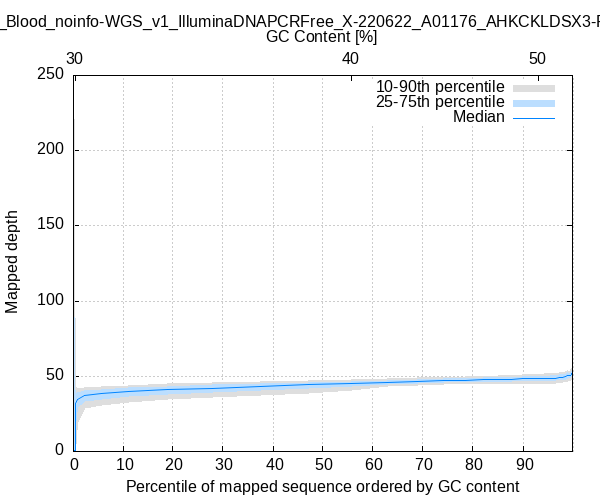 _Blood_noinfo-WGS_v1_IlluminaDNAPCRFree_X-220622_A01176_AHKCKLDSX3-
GC Content [%]
30 40 50
250
200
150
100
50
0
Mapped depth
10-90th percentile
25-75th percentile
Median
0 10 20 30 40 50 60 70 80 90
Percentile of mapped sequence ordered by GC content